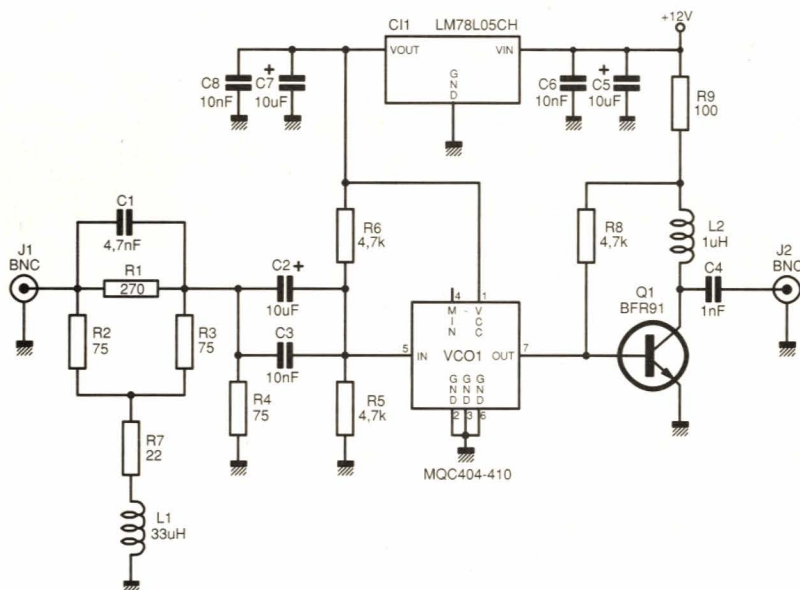 CI1 LM78L05CH
+12V
VOUT
VIN
GND
C8
10nF
+
C7
10uF
C6
10nF
+
C5
10uF
R9
100
C1
4,7nF
J1
BNC
R1
270
R2
75
R3
75
R7
22
L1
33uH
C2
+
10uF
C3
10nF
R4
75
R6
4,7k
R5
4,7k
4
1
MIN
-
VCC
5
IN
VCO1
OUT
7
GND
GND
GND
2
3
6
MQC404-410
R8
4,7k
L2
1uH
Q1
BFR91
C4
1nF
J2
BNC